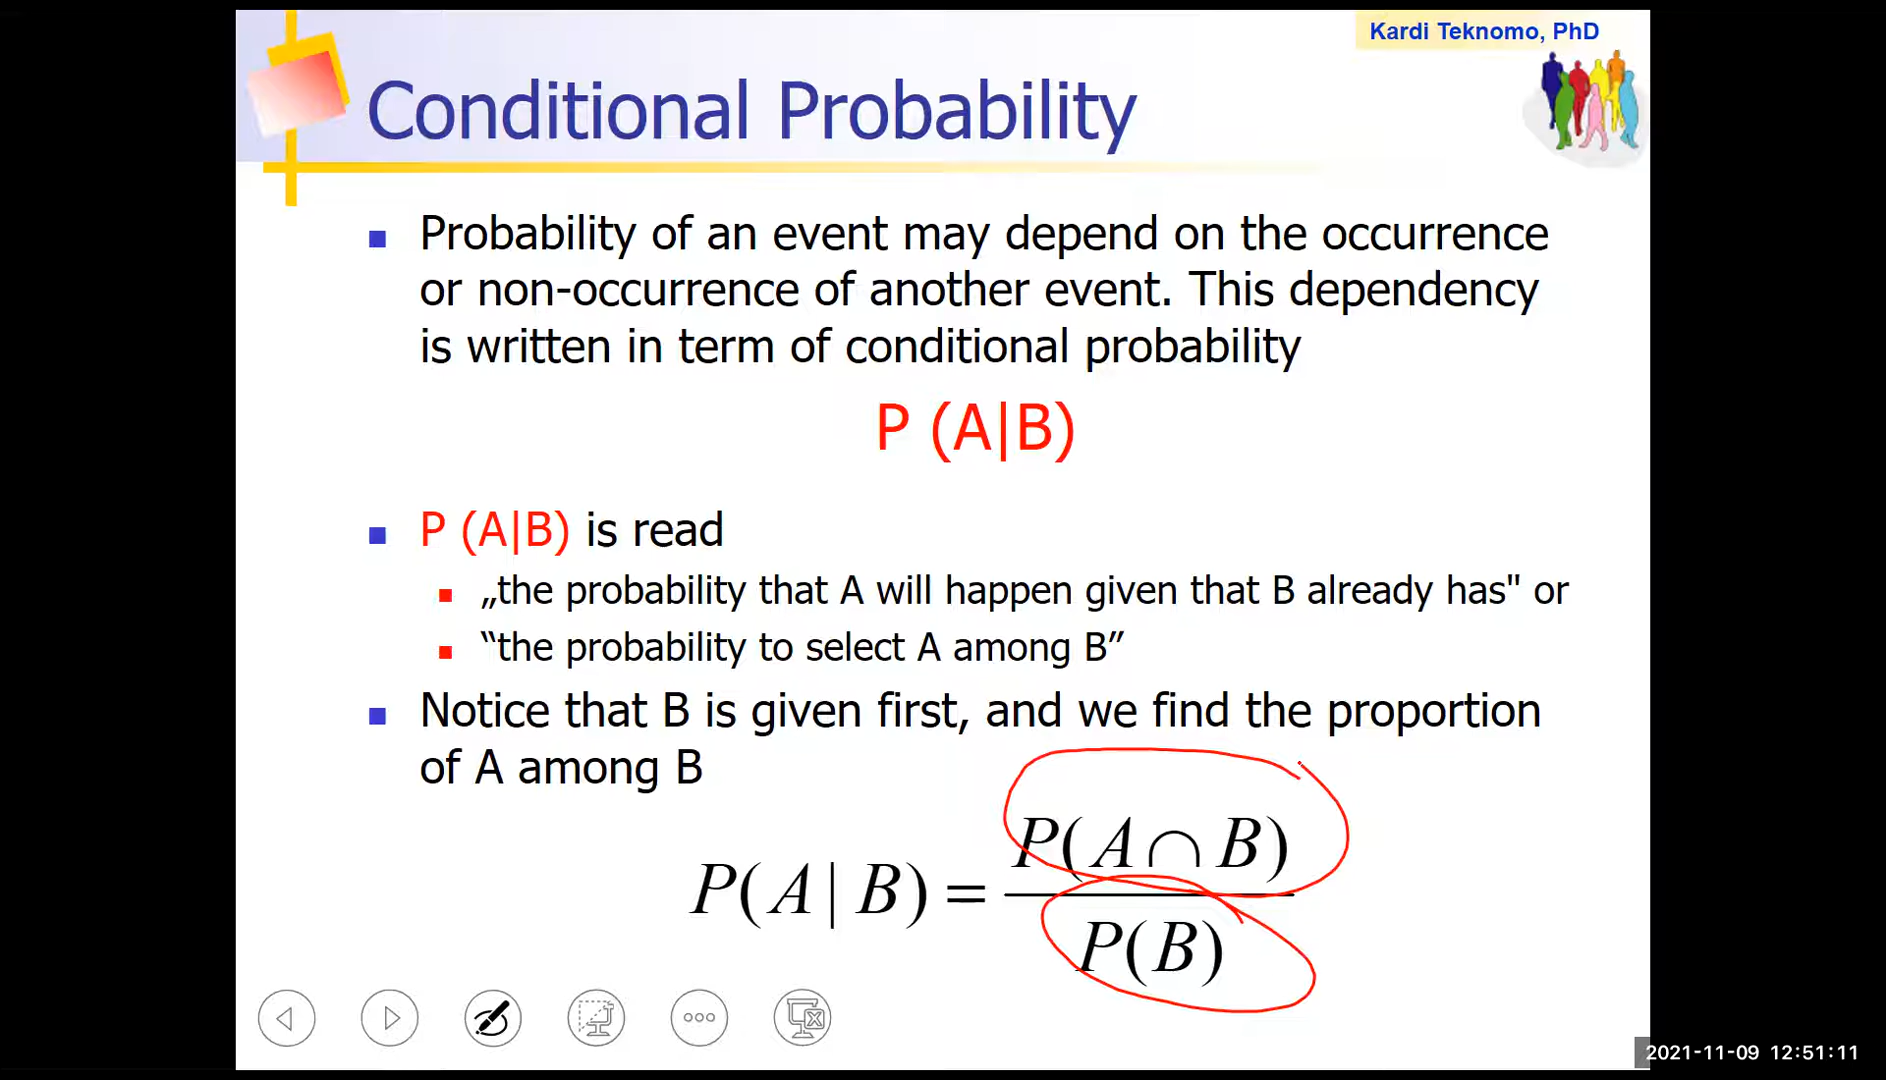 Kardi Teknomo, PhD
Conditional Probability
Probability of an event may depend on the occurrence
or non-occurrence of another event. This dependency
is written in term of conditional probability
P (A|B)
P (A|B) is read
„the probability that A will happen given that B already has" or
“the probability to select A among B”
Notice that B is given first, and we find the proportion
of A among B
P(A | B) = P(A ∩ B) / P(B)
2021-11-09 12:51:11